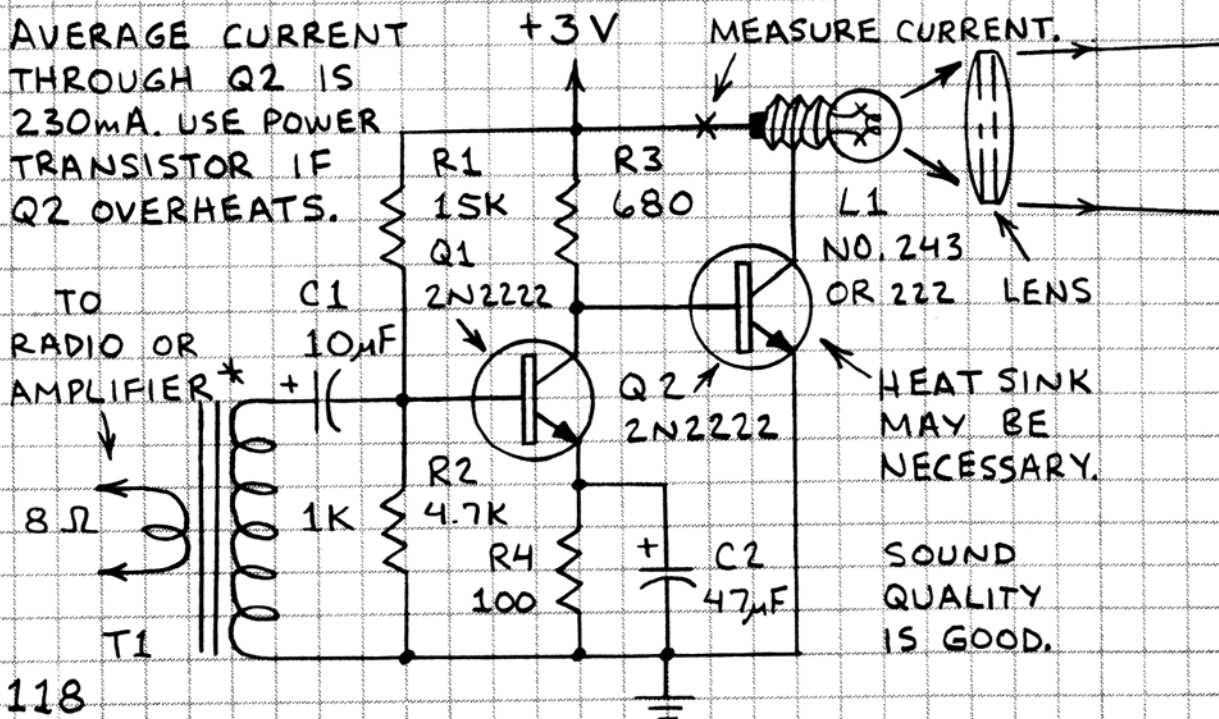 AVERAGE CURRENT
THROUGH Q2 IS
230mA. USE POWER
TRANSISTOR IF
Q2 OVERHEATS.
+3V
MEASURE CURRENT.
R1
15K
R3
680
L1
NO. 243
OR 222
LENS
Q1
2N2222
C1
10μF
+
TO
RADIO OR
AMPLIFIER*
8Ω
T1
1K
R2
4.7K
R4
100
+
C2
47μF
Q2
2N2222
HEAT SINK
MAY BE
NECESSARY.
SOUND
QUALITY
IS GOOD.
118